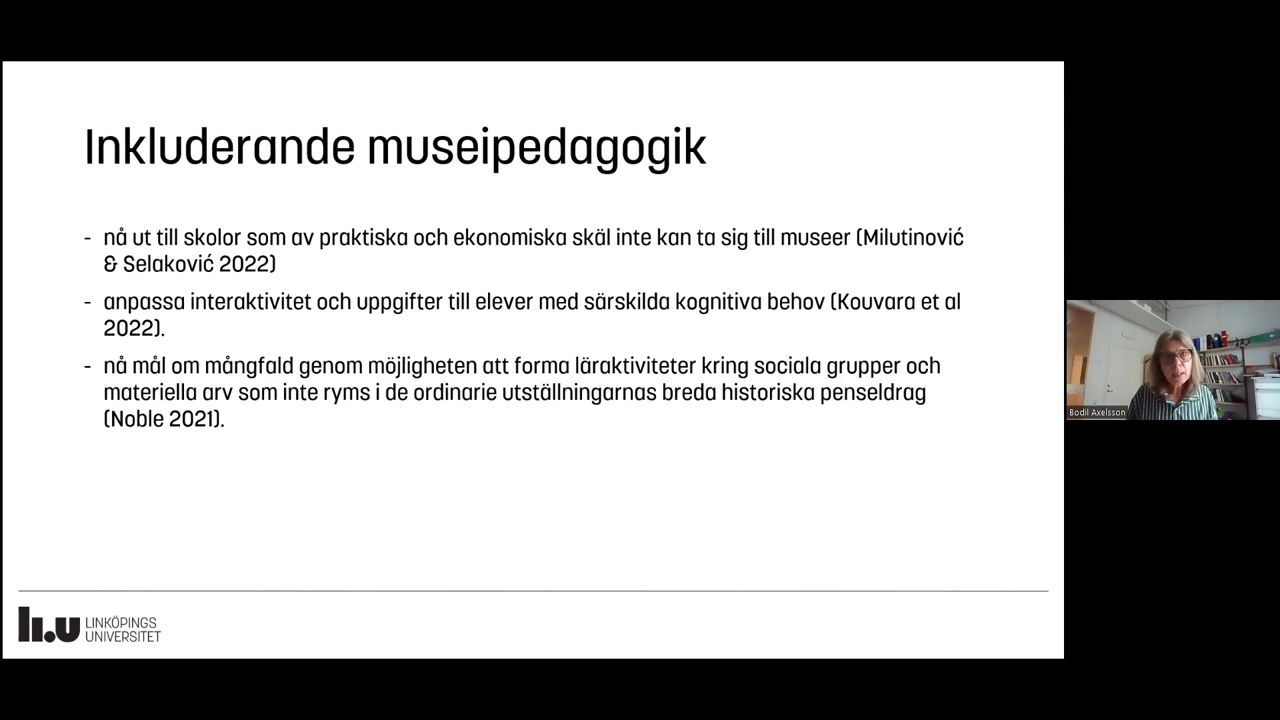 Inkluderande museipedagogik
- nå ut till skolor som av praktiska och ekonomiska skäl inte kan ta sig till museer (Milutinović
& Selaković 2022)
- anpassa interaktivitet och uppgifter till elever med särskilda kognitiva behov (Kouvara et al
2022).
- nå mål om mångfald genom möjligheten att forma läraktiviteter kring sociala grupper och
materiella arv som inte ryms i de ordinarie utställningarnas breda historiska penseldrag
(Noble 2021).
Bodil Axelsson
li.u LINKÖPINGS
UNIVERSITET